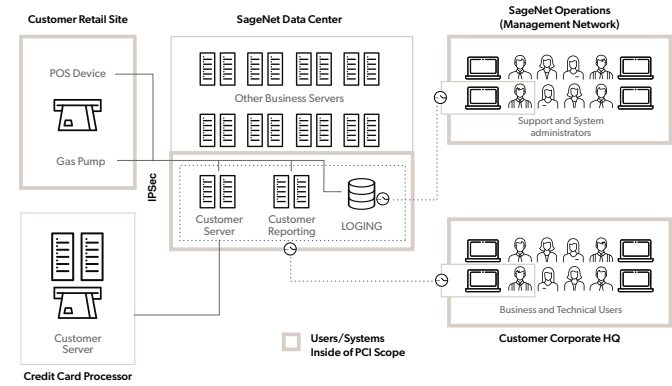 Customer Retail Site
POS Device
Gas Pump
IPSec
SageNet Data Center
Other Business Servers
Customer
Server
Customer
Reporting
LOGING
SageNet Operations
(Management Network)
Support and System
administrators
Customer
Server
Credit Card Processor
Users/Systems
Inside of PCI Scope
Business and Technical Users
Customer Corporate HQ